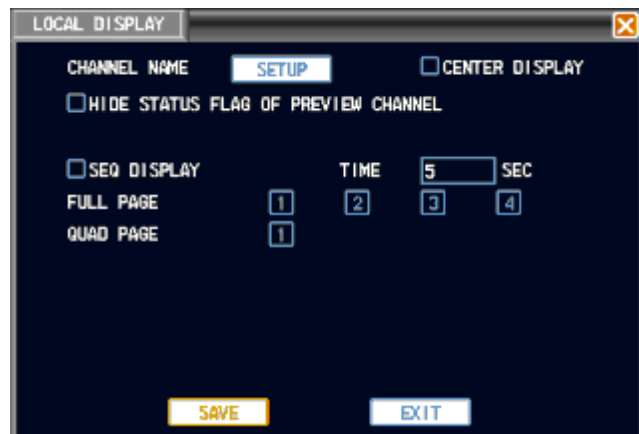 LOCAL DISPLAY
CHANNEL NAME SETUP CENTER DISPLAY
HIDE STATUS FLAG OF PREVIEW CHANNEL
SEQ DISPLAY TIME 5 SEC
FULL PAGE 1 2 3 4
QUAD PAGE 1
SAVE EXIT